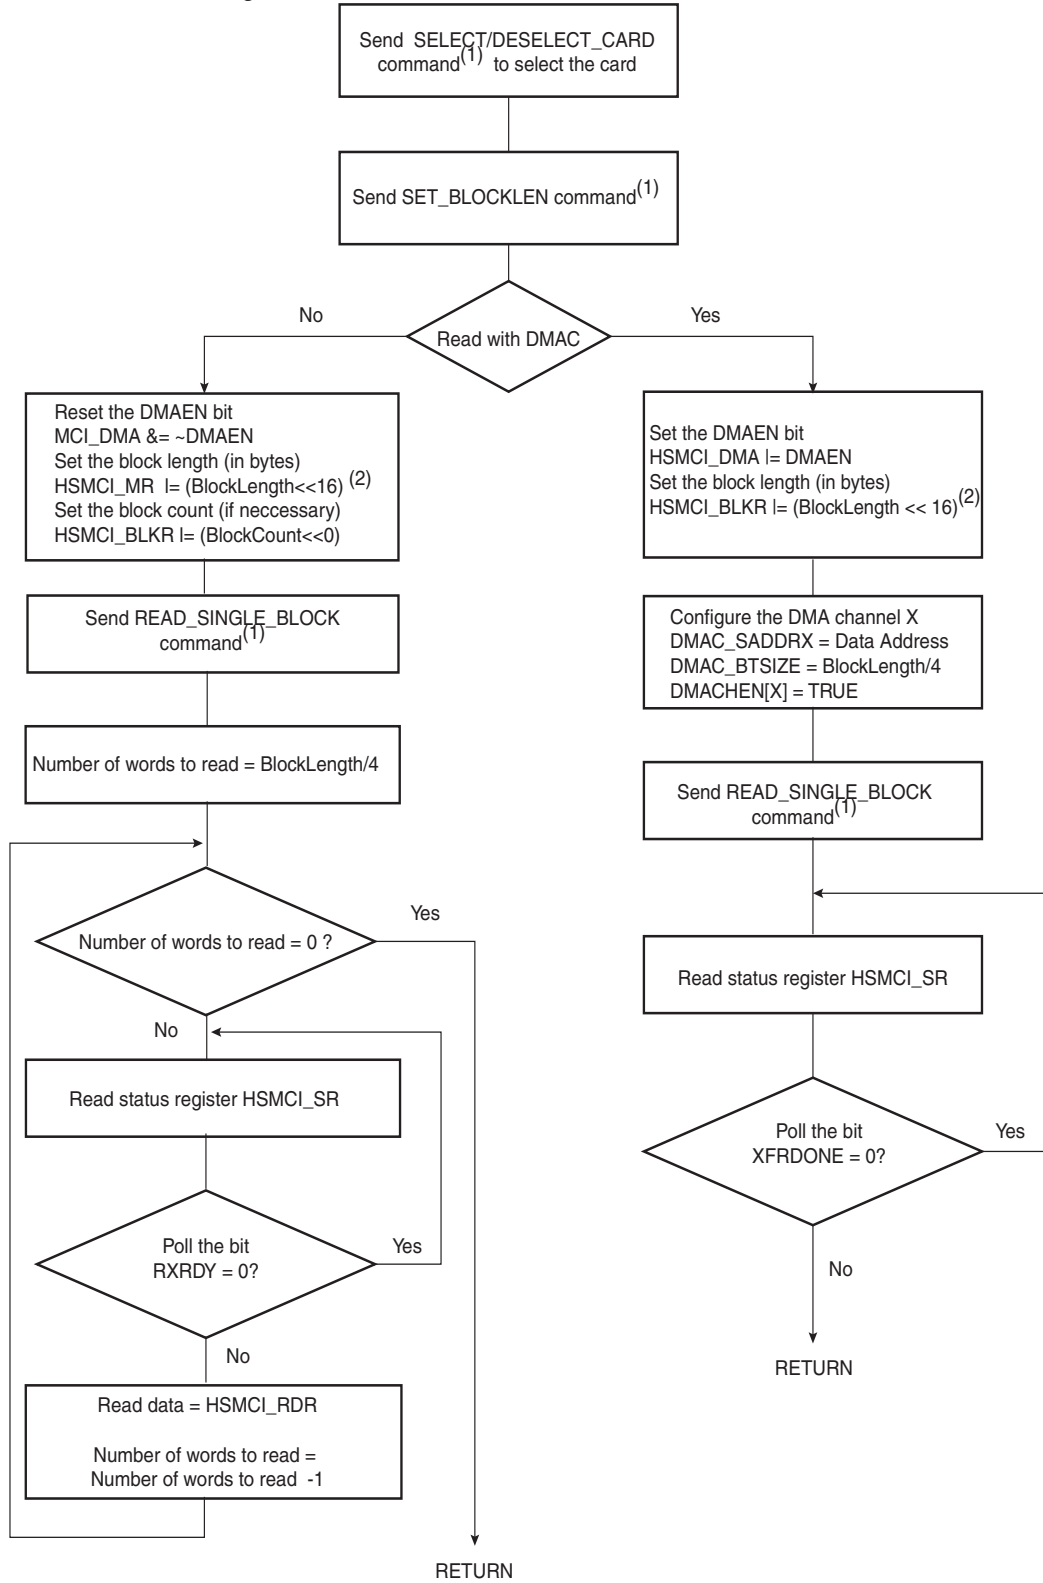 Send  SELECT/DESELECT_CARD
command(1)  to select the card
Send SET_BLOCKLEN command(1)
No
Yes
Read with DMAC
Reset the DMAEN bit
MCI_DMA &= ~DMAEN
Set the block length (in bytes)
HSMCI_MR  |= (BlockLength<<16) (2)
Set the block count (if neccessary)
HSMCI_BLKR |= (BlockCount<<0)
Send READ_SINGLE_BLOCK
command(1)
Number of words to read = BlockLength/4
Number of words to read = 0 ?
Yes
No
Read status register HSMCI_SR
Poll the bit
RXRDY = 0?
Yes
No
Read data = HSMCI_RDR
Number of words to read =
Number of words to read  -1
RETURN
Set the DMAEN bit
HSMCI_DMA |= DMAEN
Set the block length (in bytes)
HSMCI_BLKR |= (BlockLength << 16)(2)
Configure the DMA channel X
DMAC_SADDRX = Data Address
DMAC_BTSIZE = BlockLength/4
DMACHEN[X] = TRUE
Send READ_SINGLE_BLOCK
command(1)
Read status register HSMCI_SR
Poll the bit
XFRDONE = 0?
Yes
No
RETURN